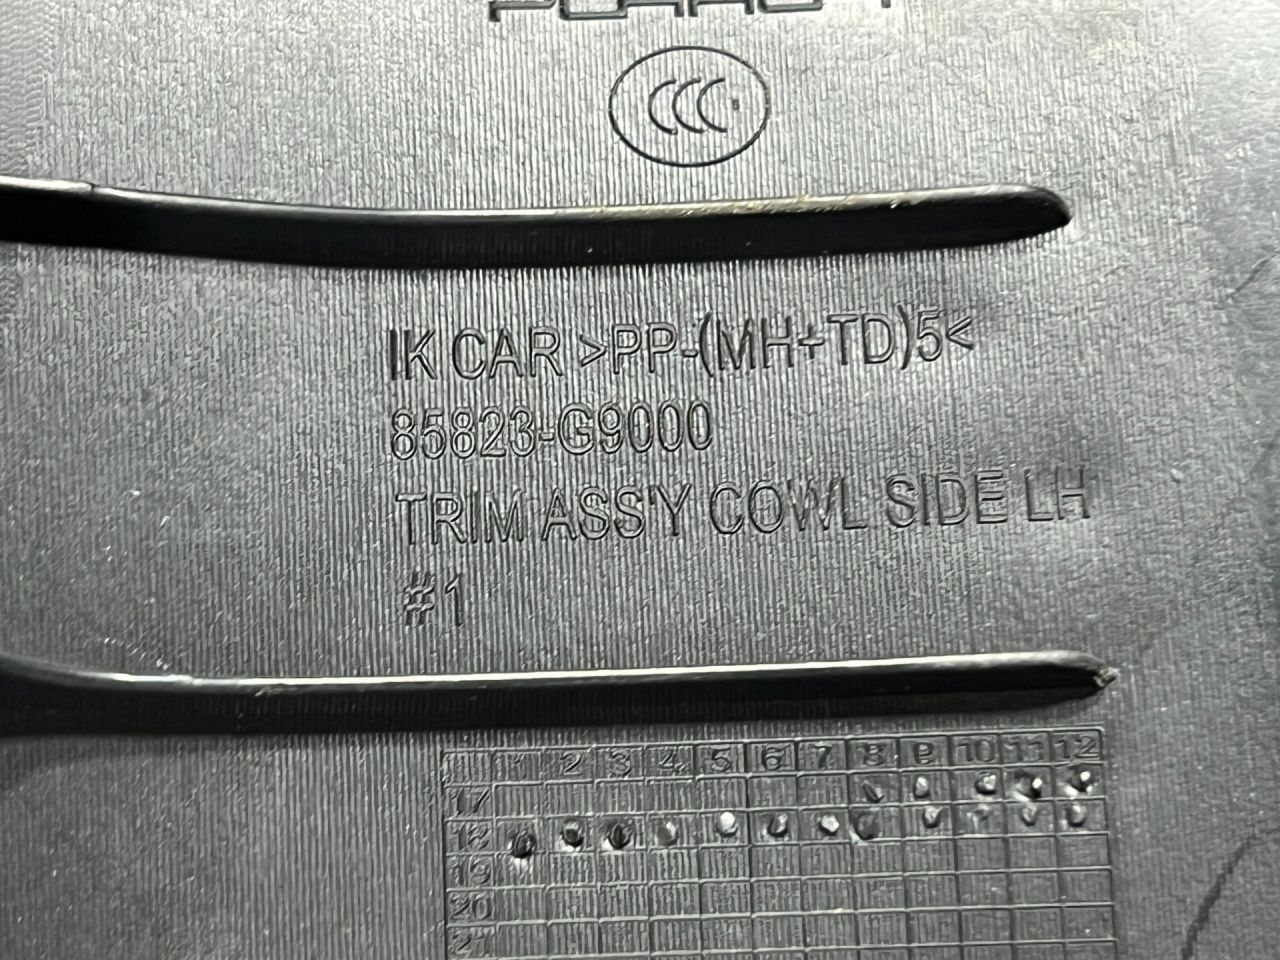 CCC
IK CAR >PP-(MH+TD)5<
85823-G9000
TRIM ASS'Y COWL SIDE LH
#1
1 2 3 4 5 6 7 8 9 10 11 12
17
18
19
20
21